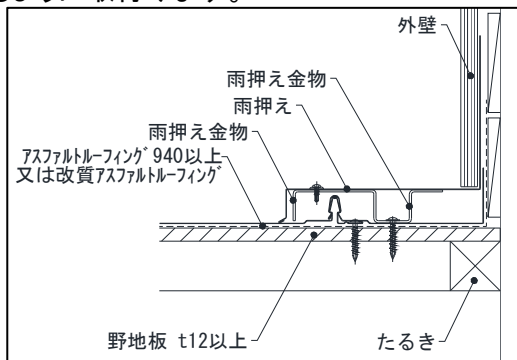 外壁
雨押え金物
雨押え
雨押え金物
アスファルトルーフィング 940以上
又は改質アスファルトルーフィング
野地板 t12以上
たるき